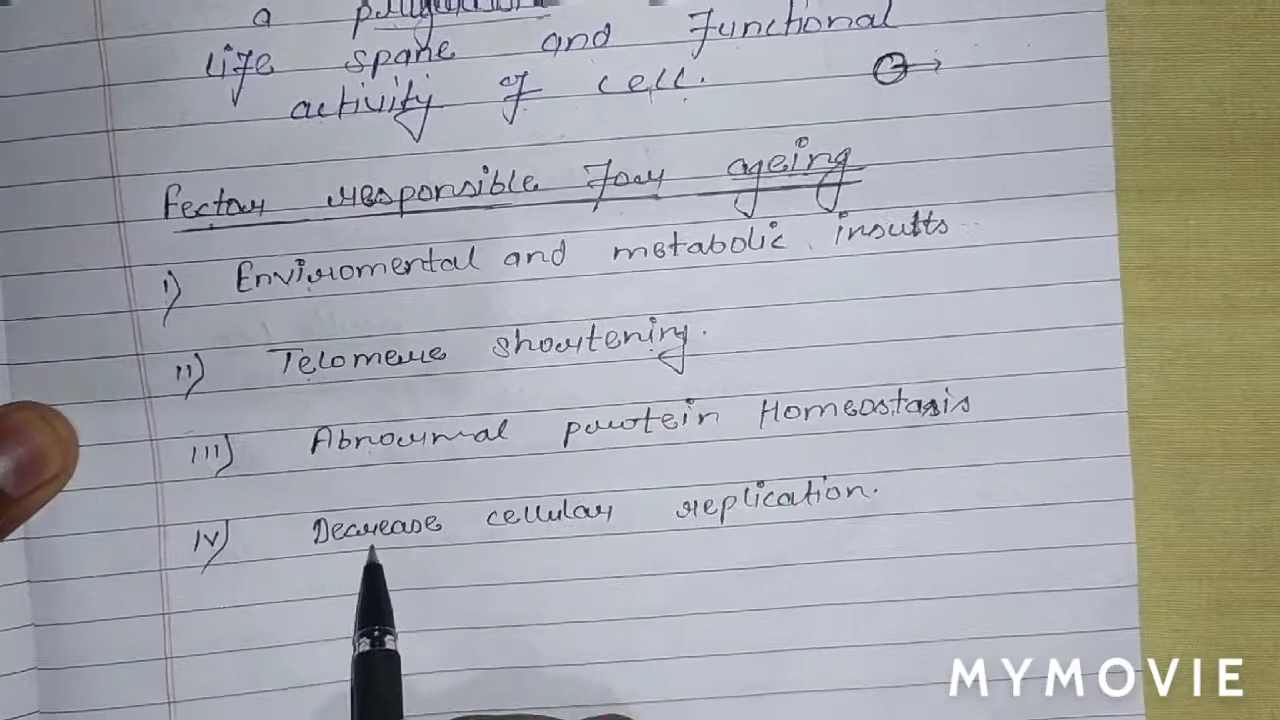 a
life spane and functional
activity of cell.
Fector responsible for ageing
i) Enviromental and metabolic insults
ii) Telomere shortening.
iii) Abnormal protein Homeostasis
iv) Decrease cellular replication.
MYMOVIE